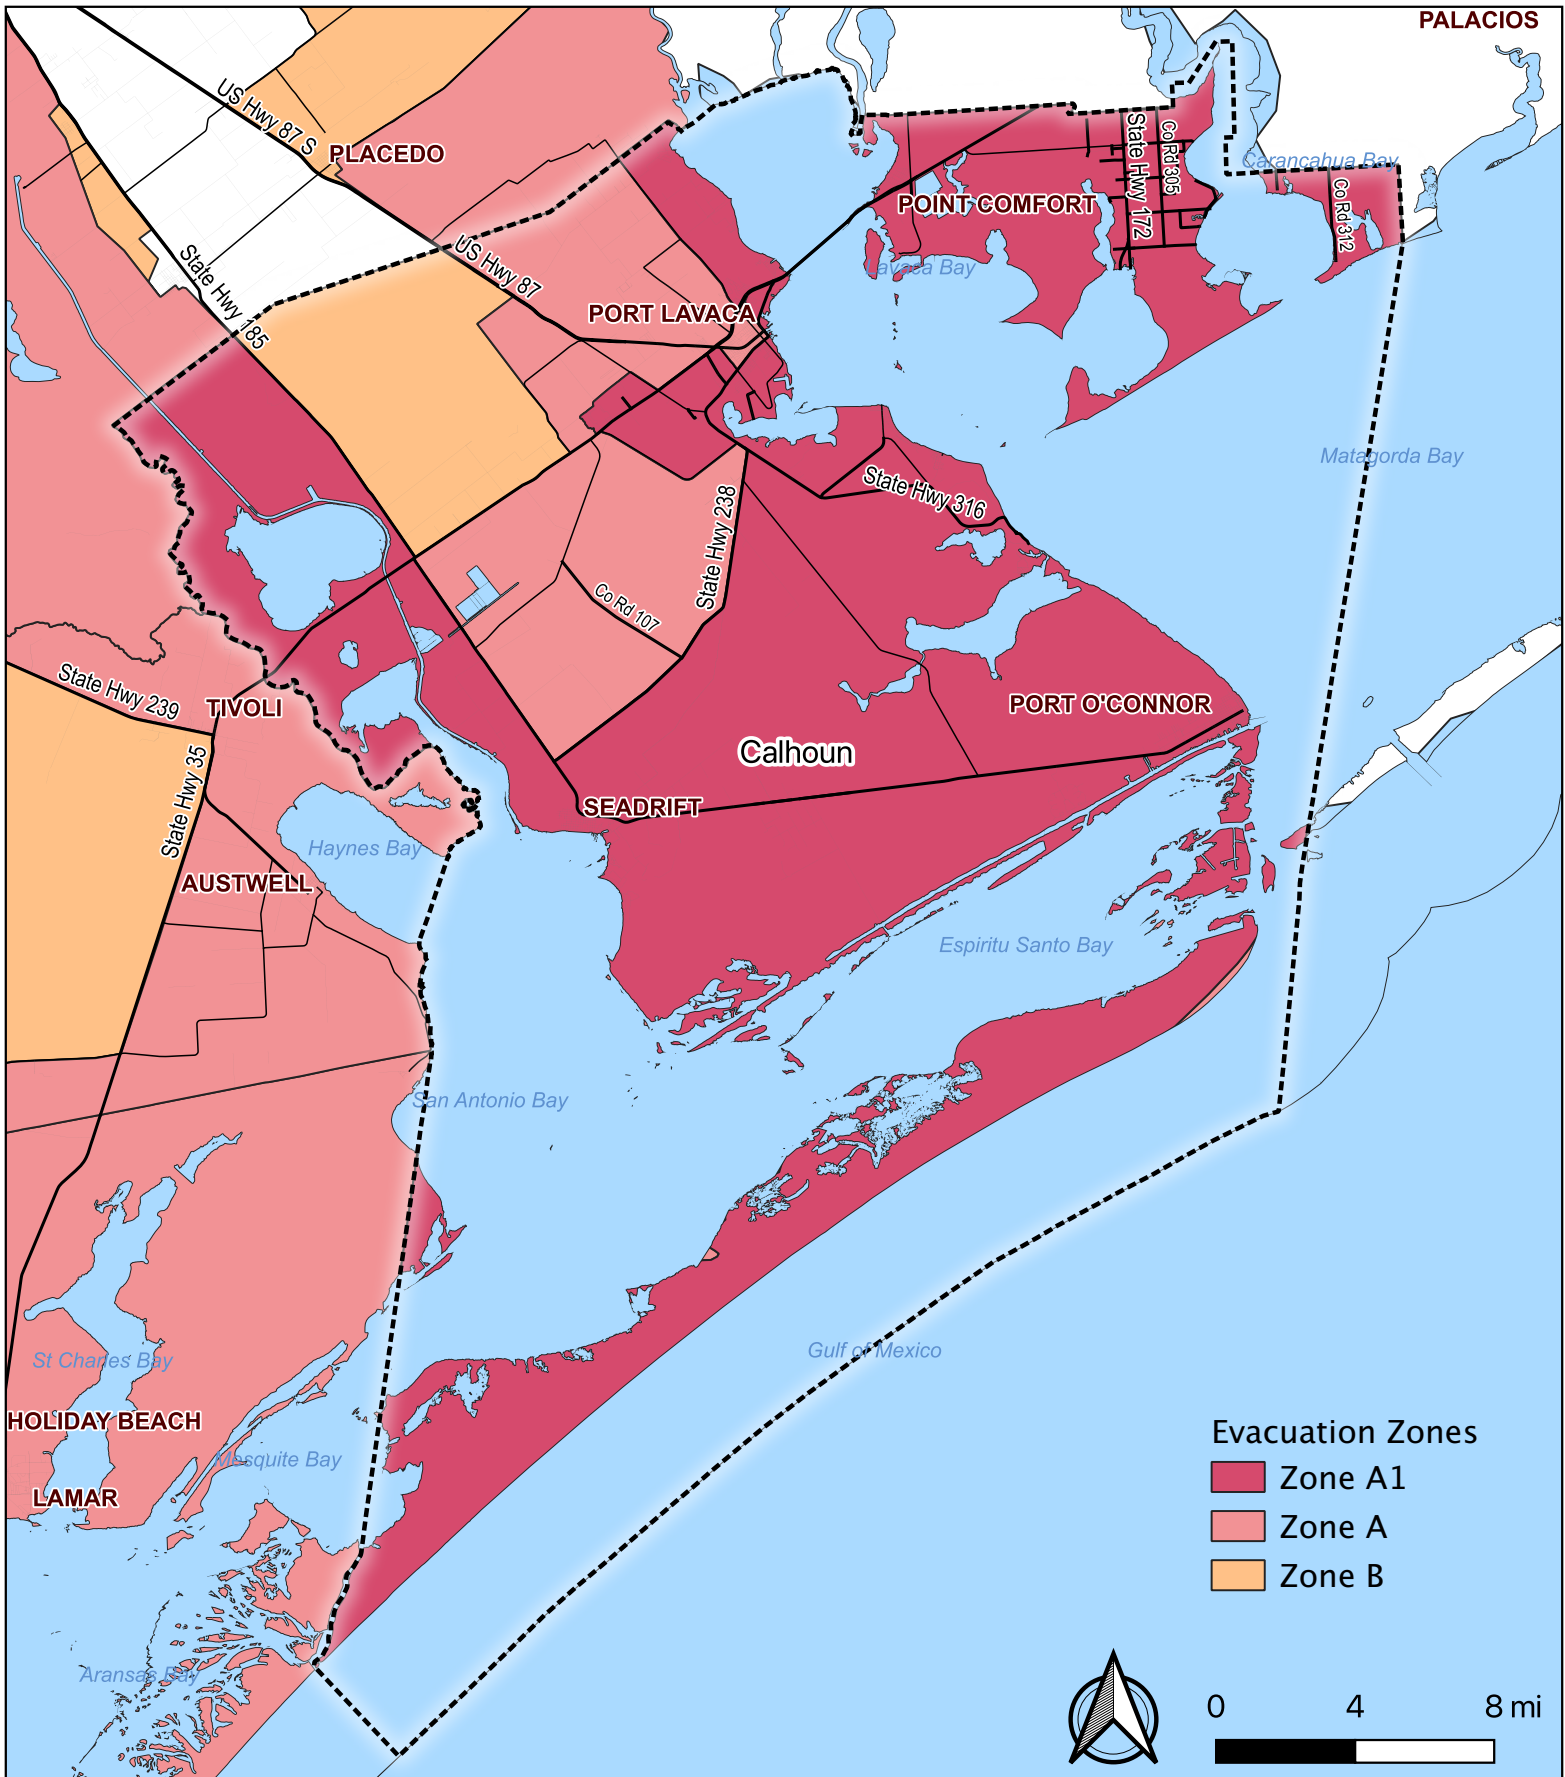 PALACIOS
US Hwy 87 S
PLACEDO
State Hwy 172
Co Rd 305
Carancahua Bay
Co Rd 312
POINT COMFORT
State Hwy 185
US Hwy 87
Lavaca Bay
PORT LAVACA
Matagorda Bay
State Hwy 316
State Hwy 238
Co Rd 107
State Hwy 239
TIVOLI
PORT O'CONNOR
State Hwy 35
Calhoun
SEADRIFT
Haynes Bay
AUSTWELL
Espiritu Santo Bay
San Antonio Bay
Gulf of Mexico
St Charles Bay
HOLIDAY BEACH
Mesquite Bay
LAMAR
Aransas Bay
Evacuation Zones
Zone A1
Zone A
Zone B
0 4 8 mi